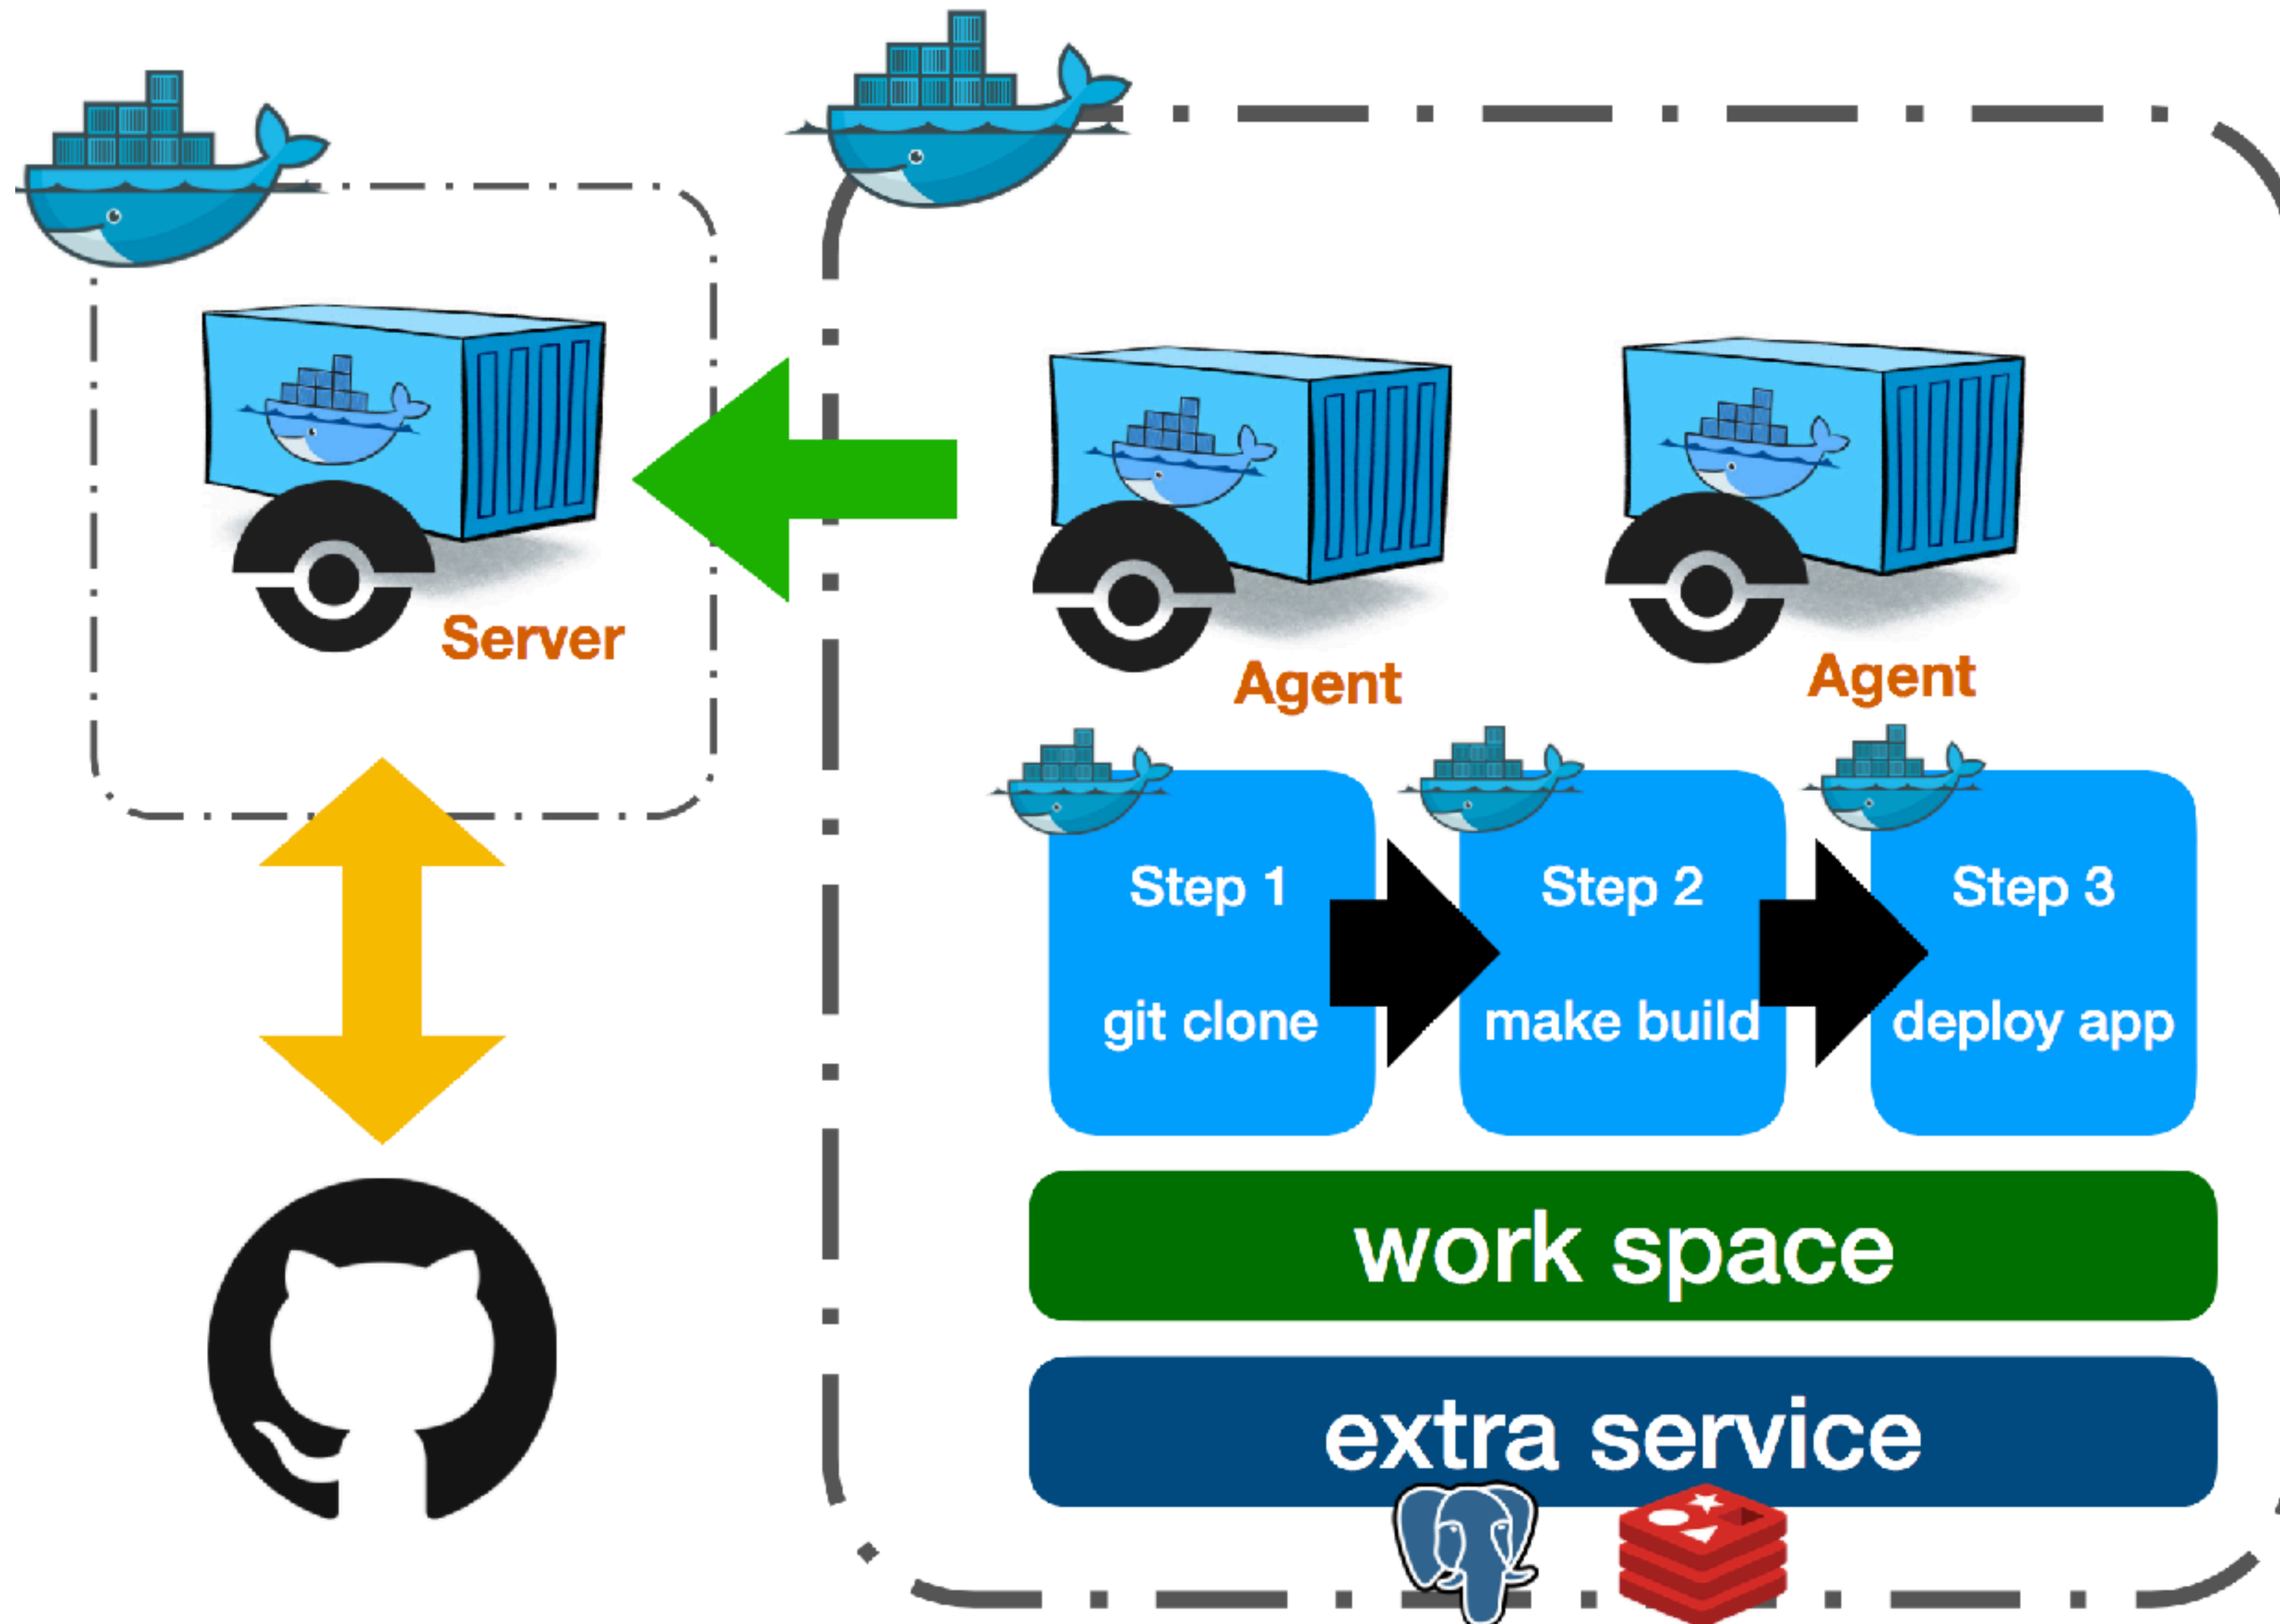 Server
Agent
Agent
Step 1
git clone
Step 2
make build
Step 3
deploy app
work space
extra service